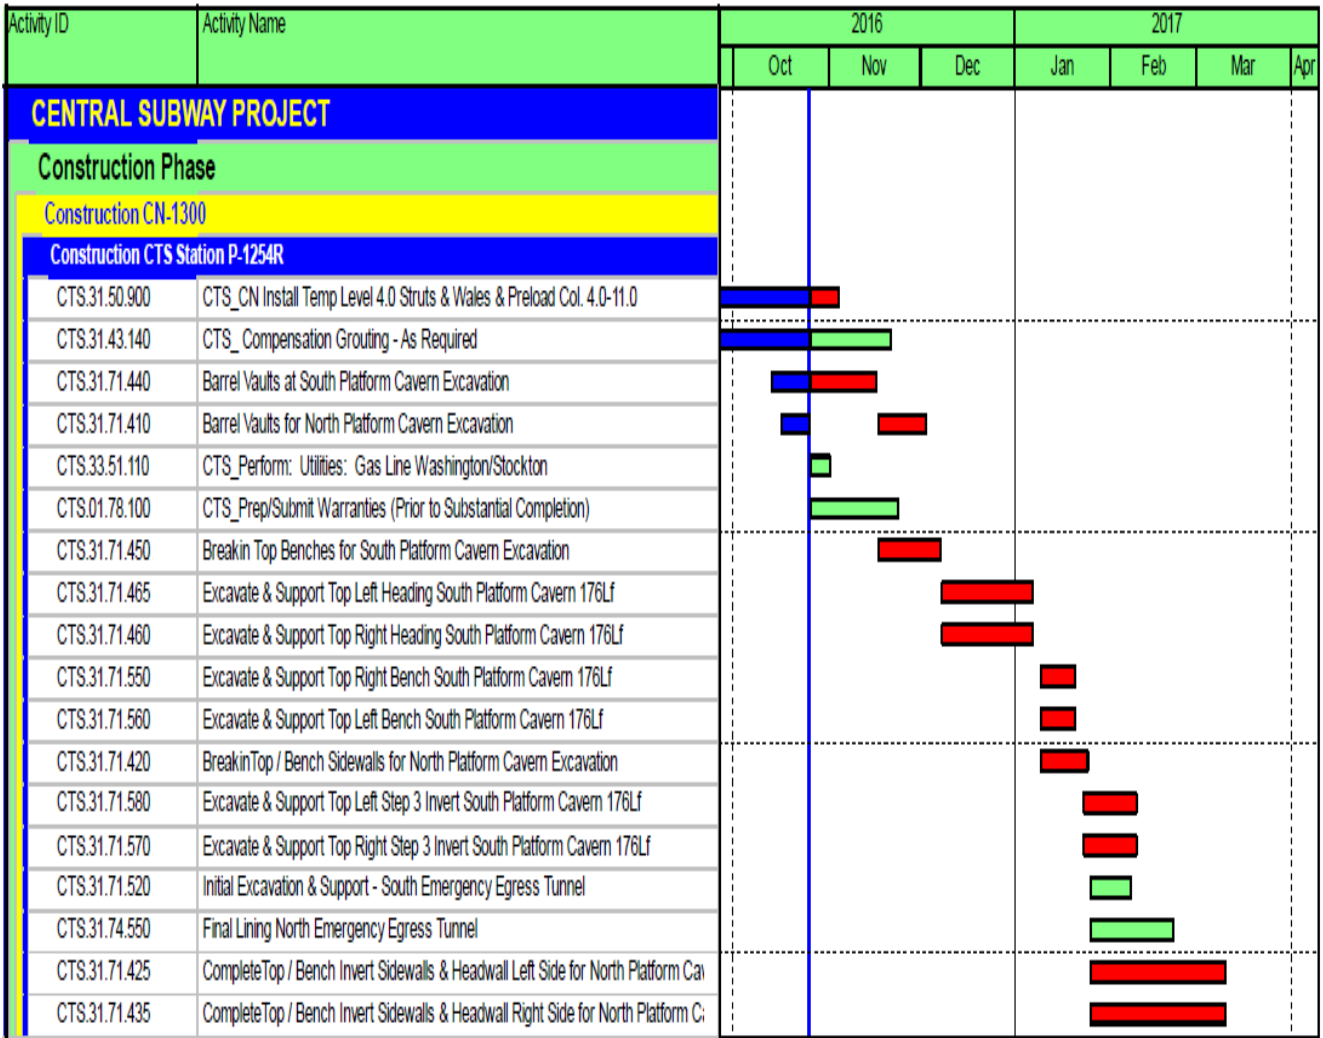 Activity ID Activity Name 2016 2017
Oct Nov Dec Jan Feb Mar Apr
CENTRAL SUBWAY PROJECT
Construction Phase
Construction CN-1300
Construction CTS Station P-1254R
CTS.31.50.900 CTS_CN Install Temp Level 4.0 Struts & Wales & Preload Col. 4.0-11.0
CTS.31.43.140 CTS_ Compensation Grouting - As Required
CTS.31.71.440 Barrel Vaults at South Platform Cavern Excavation
CTS.31.71.410 Barrel Vaults for North Platform Cavern Excavation
CTS.33.51.110 CTS_Perform: Utilities: Gas Line Washington/Stockton
CTS.01.78.100 CTS_Prep/Submit Warranties (Prior to Substantial Completion)
CTS.31.71.450 Breakin Top Benches for South Platform Cavern Excavation
CTS.31.71.465 Excavate & Support Top Left Heading South Platform Cavern 176Lf
CTS.31.71.460 Excavate & Support Top Right Heading South Platform Cavern 176Lf
CTS.31.71.550 Excavate & Support Top Right Bench South Platform Cavern 176Lf
CTS.31.71.560 Excavate & Support Top Left Bench South Platform Cavern 176Lf
CTS.31.71.420 BreakinTop / Bench Sidewalls for North Platform Cavern Excavation
CTS.31.71.580 Excavate & Support Top Left Step 3 Invert South Platform Cavern 176Lf
CTS.31.71.570 Excavate & Support Top Right Step 3 Invert South Platform Cavern 176Lf
CTS.31.71.520 Initial Excavation & Support - South Emergency Egress Tunnel
CTS.31.74.550 Final Lining North Emergency Egress Tunnel
CTS.31.71.425 CompleteTop / Bench Invert Sidewalls & Headwall Left Side for North Platform Cav
CTS.31.71.435 CompleteTop / Bench Invert Sidewalls & Headwall Right Side for North Platform Ca